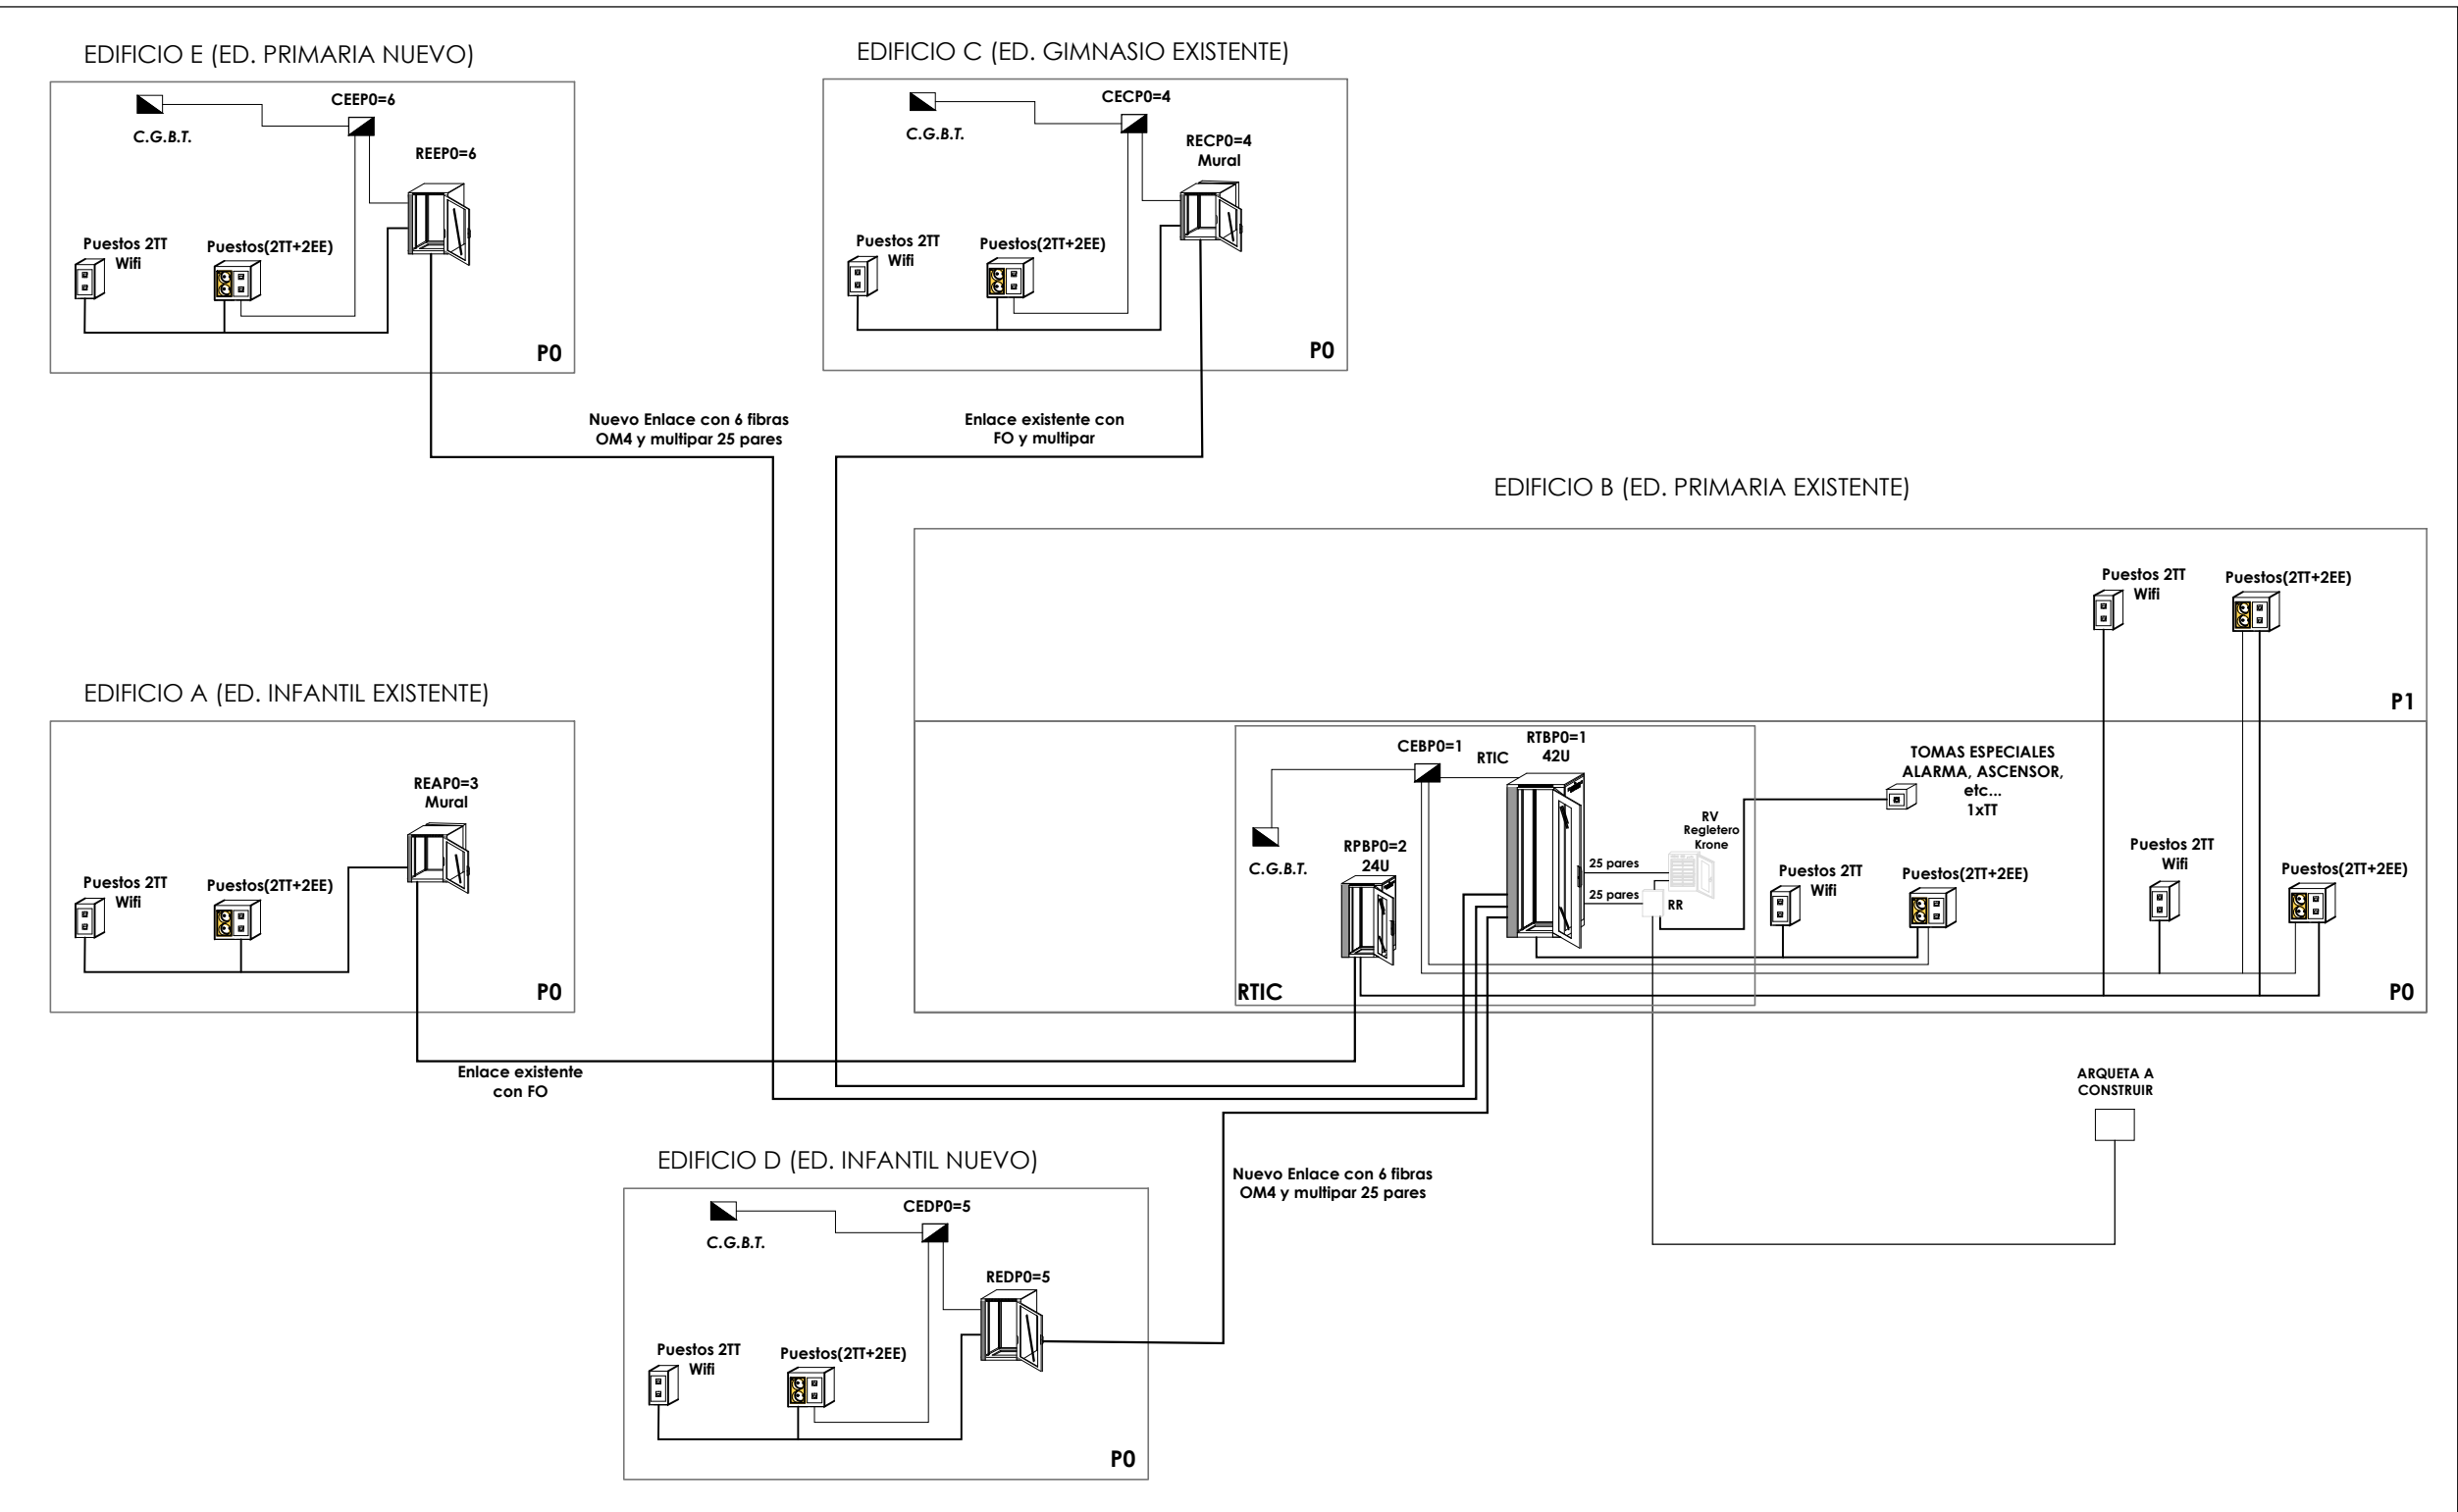 EDIFICIO E (ED. PRIMARIA NUEVO)
CEEP0=6
C.G.B.T.
REEP0=6
Puestos 2TT
Wifi
Puestos(2TT+2EE)
P0
Nuevo Enlace con 6 fibras
OM4 y multipar 25 pares
EDIFICIO C (ED. GIMNASIO EXISTENTE)
CECP0=4
C.G.B.T.
RECP0=4
Mural
Puestos 2TT
Wifi
Puestos(2TT+2EE)
P0
Enlace existente con
FO y multipar
EDIFICIO B (ED. PRIMARIA EXISTENTE)
Puestos 2TT
Wifi
Puestos(2TT+2EE)
P1
CEBP0=1
RTIC
RTBP0=1
42U
C.G.B.T.
RPBP0=2
24U
RV
Regletero
Krone
25 pares
25 pares
RR
TOMAS ESPECIALES
ALARMA, ASCENSOR,
etc...
1xTT
Puestos 2TT
Wifi
Puestos(2TT+2EE)
Puestos 2TT
Wifi
Puestos(2TT+2EE)
RTIC
P0
EDIFICIO A (ED. INFANTIL EXISTENTE)
REAP0=3
Mural
Puestos 2TT
Wifi
Puestos(2TT+2EE)
P0
Enlace existente
con FO
ARQUETA A
CONSTRUIR
EDIFICIO D (ED. INFANTIL NUEVO)
CEDP0=5
C.G.B.T.
REDP0=5
Puestos 2TT
Wifi
Puestos(2TT+2EE)
P0
Nuevo Enlace con 6 fibras
OM4 y multipar 25 pares